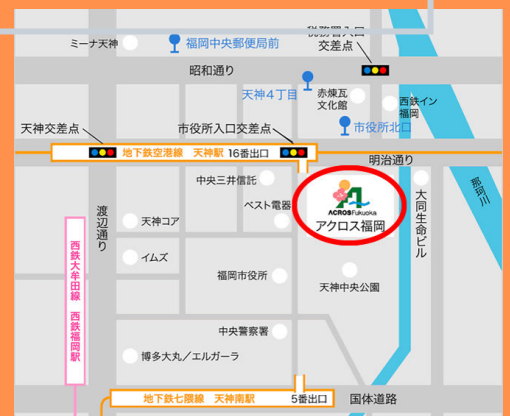 税務署入口
交差点
ミーナ天神
福岡中央郵便局前
昭和通り
天神4丁目
赤煉瓦
文化館
西鉄イン
福岡
市役所北口
天神交差点
市役所入口交差点
地下鉄空港線 天神駅 16番出口
明治通り
中央三井信託
ベスト電器
ACROS Fukuoka
アクロス福岡
大同生命ビル
那珂川
渡辺通り
天神コア
イムズ
福岡市役所
天神中央公園
西鉄大牟田線 西鉄福岡駅
中央警察署
博多大丸/エルガーラ
地下鉄七隈線 天神南駅 5番出口
国体道路